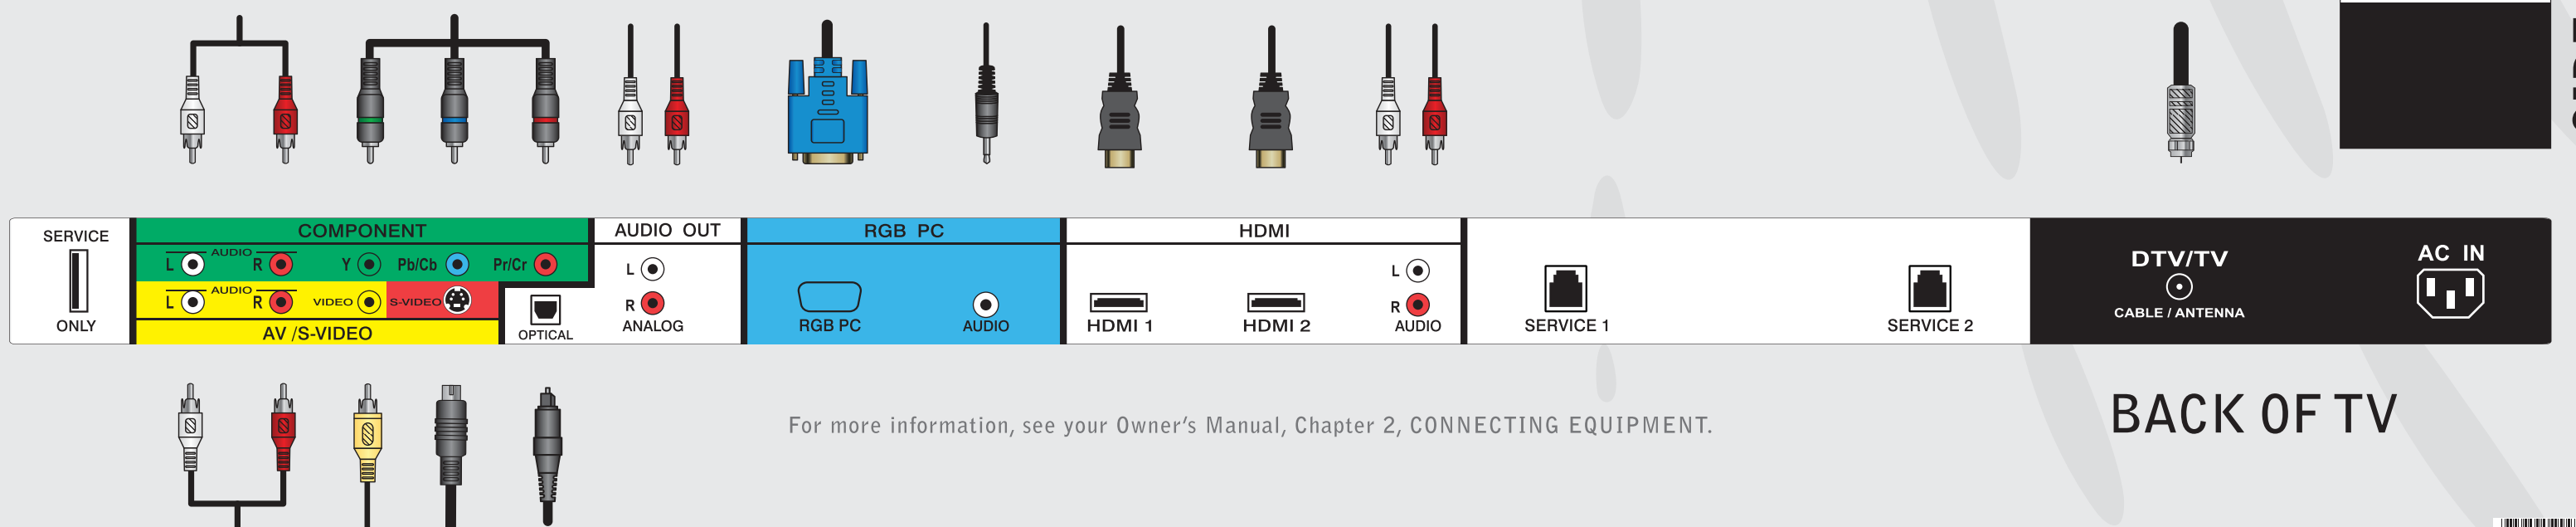 SERVICE
ONLY
COMPONENT
L AUDIO R Y Pb/Cb Pr/Cr
L AUDIO R VIDEO S-VIDEO
AV /S-VIDEO
OPTICAL
AUDIO OUT
L
R
ANALOG
RGB PC
RGB PC AUDIO
HDMI
HDMI 1 HDMI 2
L
R
AUDIO
SERVICE 1
SERVICE 2
DTV/TV
CABLE / ANTENNA
AC IN
For more information, see your Owner's Manual, Chapter 2, CONNECTING EQUIPMENT.
BACK OF TV